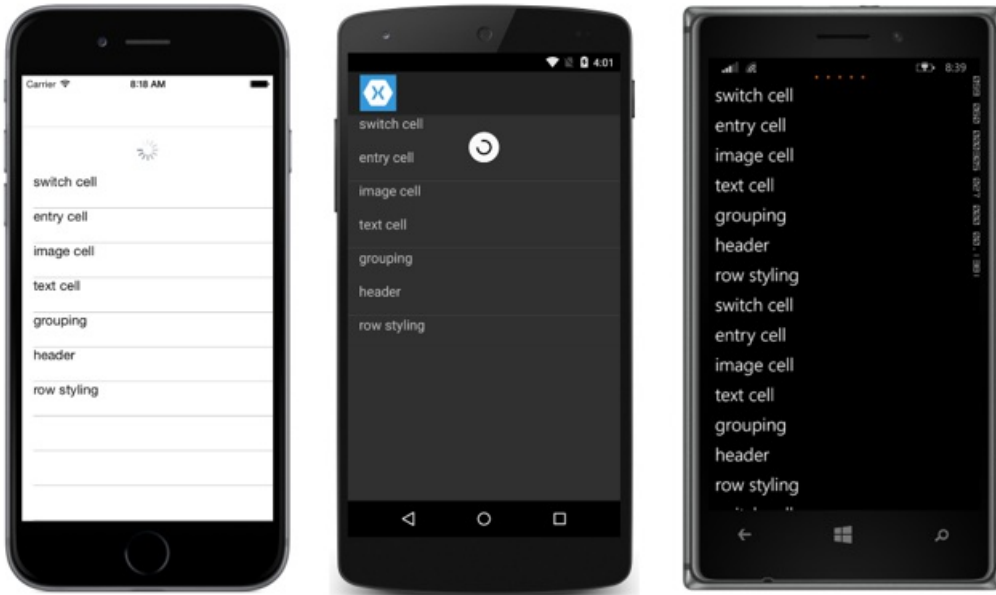 Carrier
8:18 AM
switch cell
entry cell
image cell
text cell
grouping
header
row styling
4:01
switch cell
entry cell
image cell
text cell
grouping
header
row styling
8:39
switch cell
entry cell
image cell
text cell
grouping
header
row styling
switch cell
entry cell
image cell
text cell
grouping
header
row styling